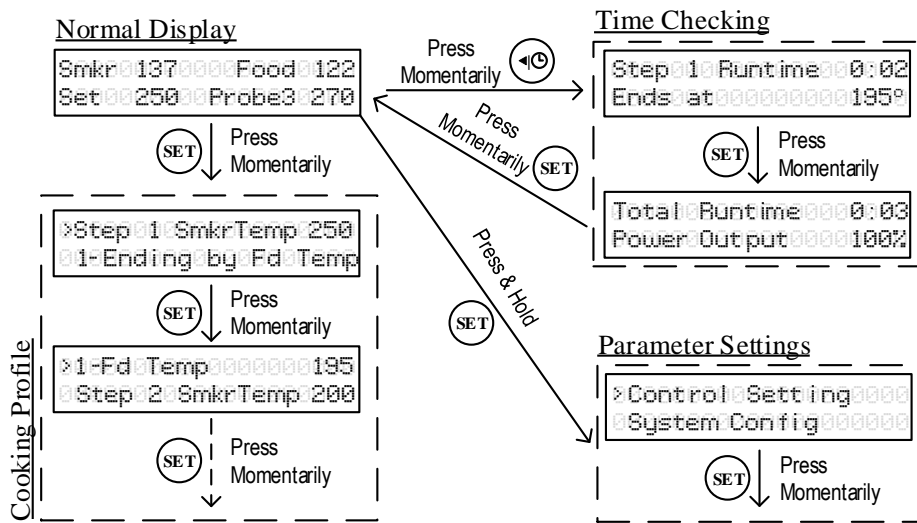 Normal Display
Smkr 137 Food 122
Set 250 Probe3 270
SET
Press
Momentarily
Press
Momentarily
Time Checking
Step 1 Runtime 0:02
Ends at 195°
SET
Press
Momentarily
Total Runtime 0:03
Power Output 100%
Press
Momentarily
SET
Cooking Profile
>Step 1 SmkrTemp 250
1-Ending by Fd Temp
SET
Press
Momentarily
>1-Fd Temp 195
Step 2 SmkrTemp 200
SET
Press
Momentarily
Press & Hold
SET
Parameter Settings
>Control Setting
System Config
SET
Press
Momentarily